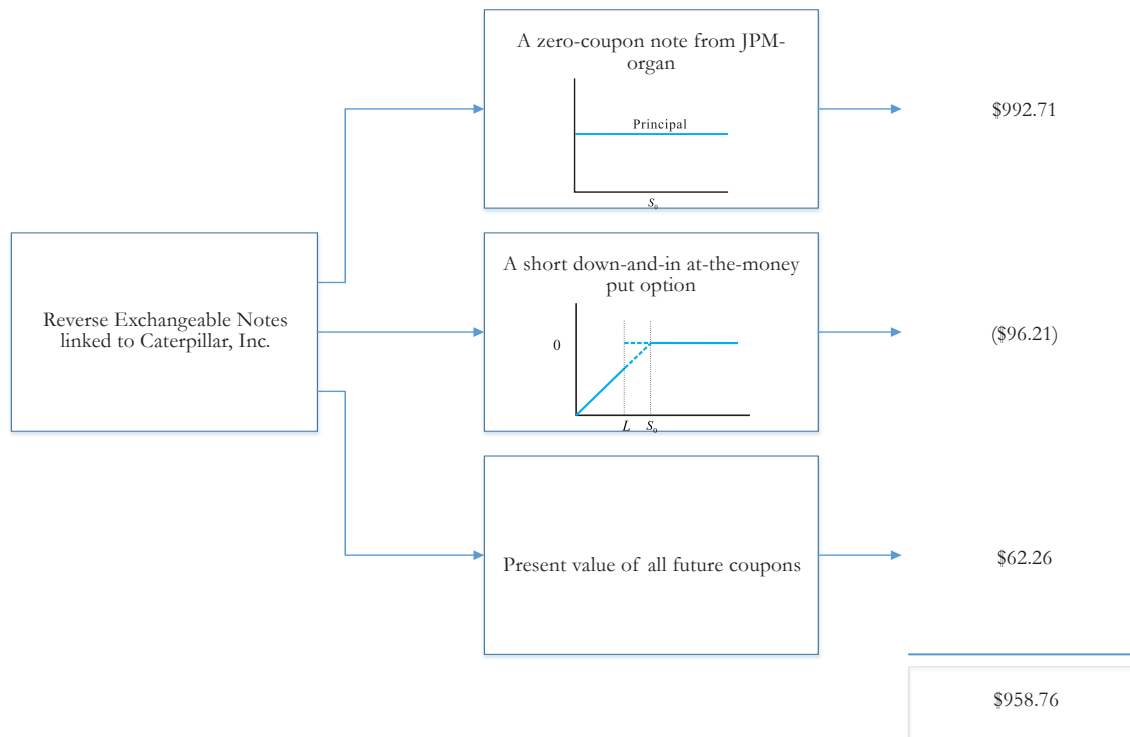 A zero-coupon note from JPM-
organ
Principal
S₀
$992.71
Reverse Exchangeable Notes
linked to Caterpillar, Inc.
A short down-and-in at-the-money
put option
0
L S₀
($96.21)
Present value of all future coupons
$62.26
$958.76